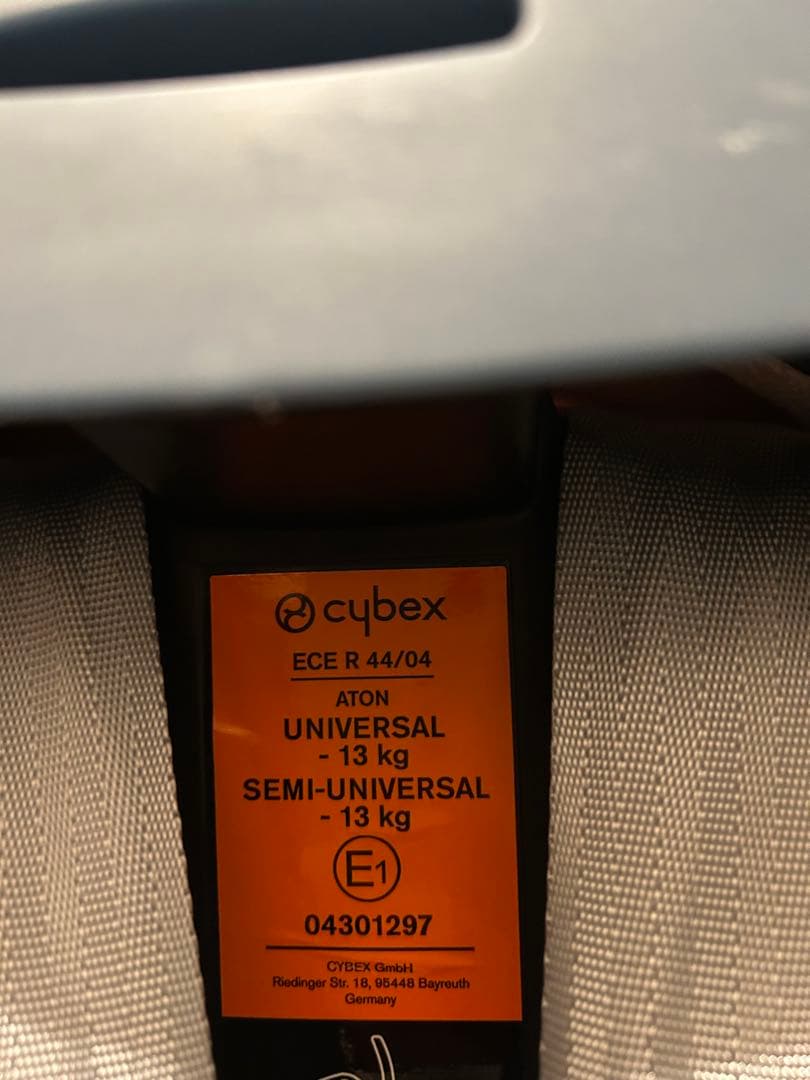 cybex
ECE R 44/04
ATON
UNIVERSAL
- 13 kg
SEMI-UNIVERSAL
- 13 kg
E1
04301297
CYBEX GmbH
Riedinger Str. 18, 95448 Bayreuth
Germany